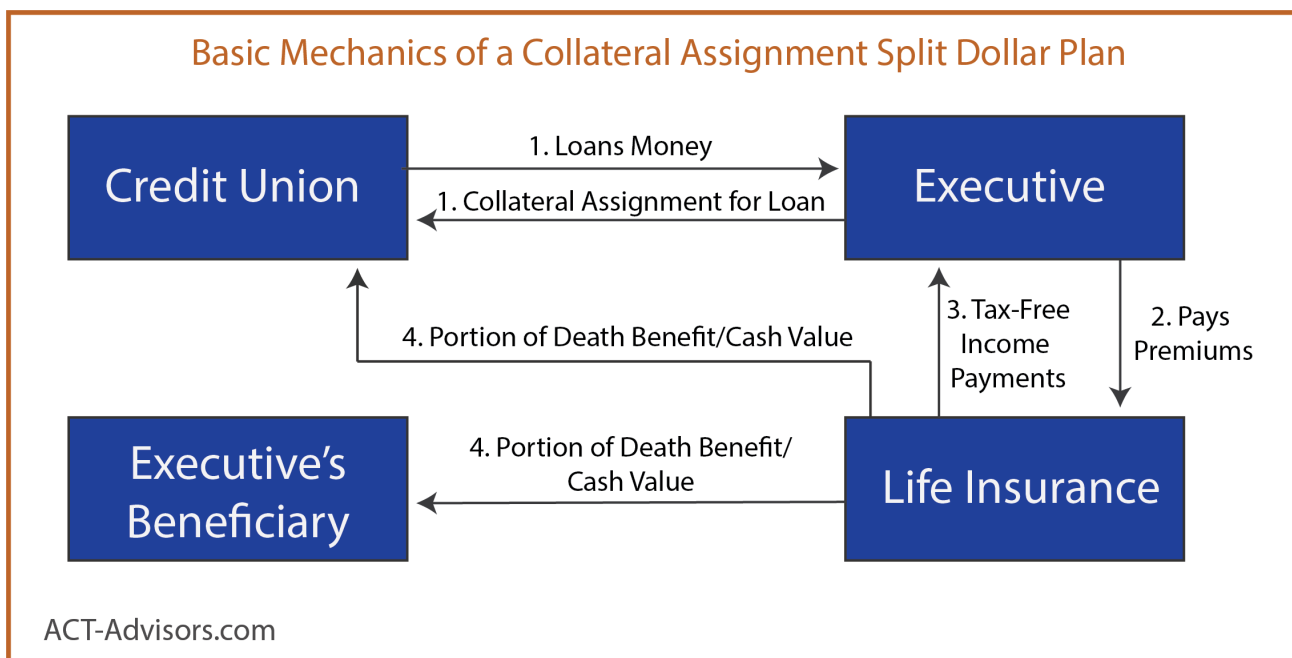 Basic Mechanics of a Collateral Assignment Split Dollar Plan
Credit Union
1. Loans Money
1. Collateral Assignment for Loan
Executive
4. Portion of Death Benefit/Cash Value
3. Tax-Free
Income
Payments
2. Pays
Premiums
Executive’s
Beneficiary
4. Portion of Death Benefit/
Cash Value
Life Insurance
ACT-Advisors.com